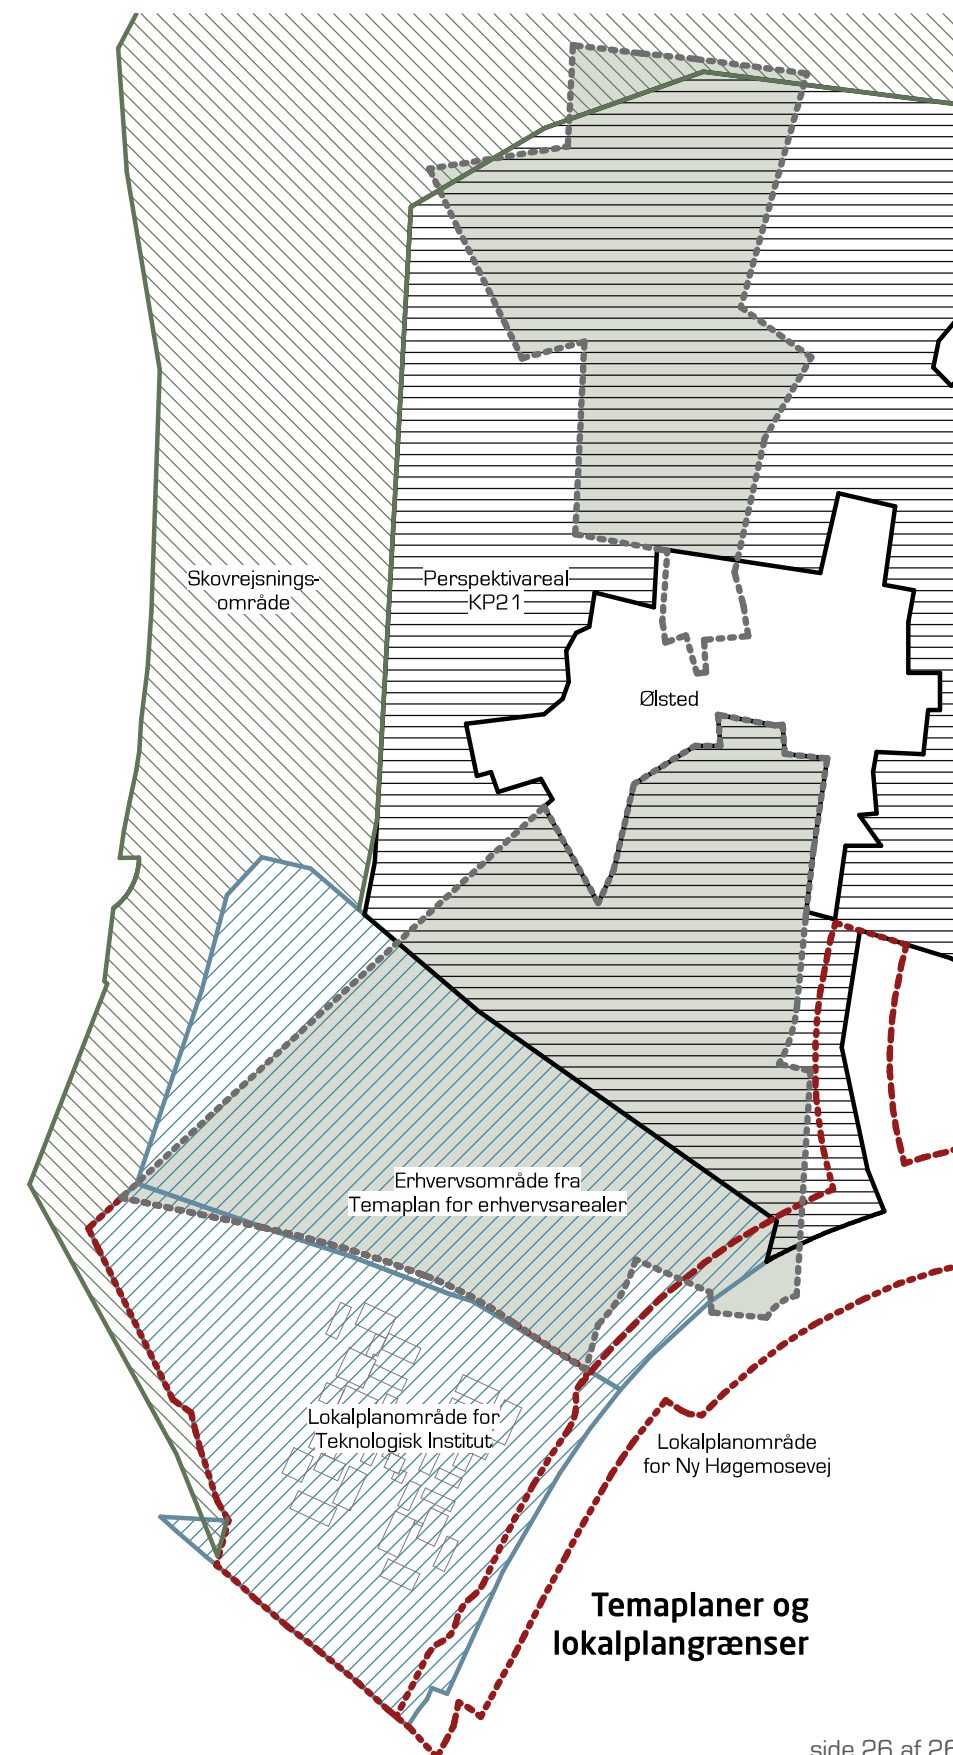 Skovrejsnings-
område
Perspektivareal
KP21
Ølsted
Erhvervsområde fra
Temaplan for erhvervsarealer
Lokalplanområde for
Teknologisk Institut
Lokalplanområde
for Ny Høgemosevej
Temaplaner og
lokalplangrænser
side 26 af 26